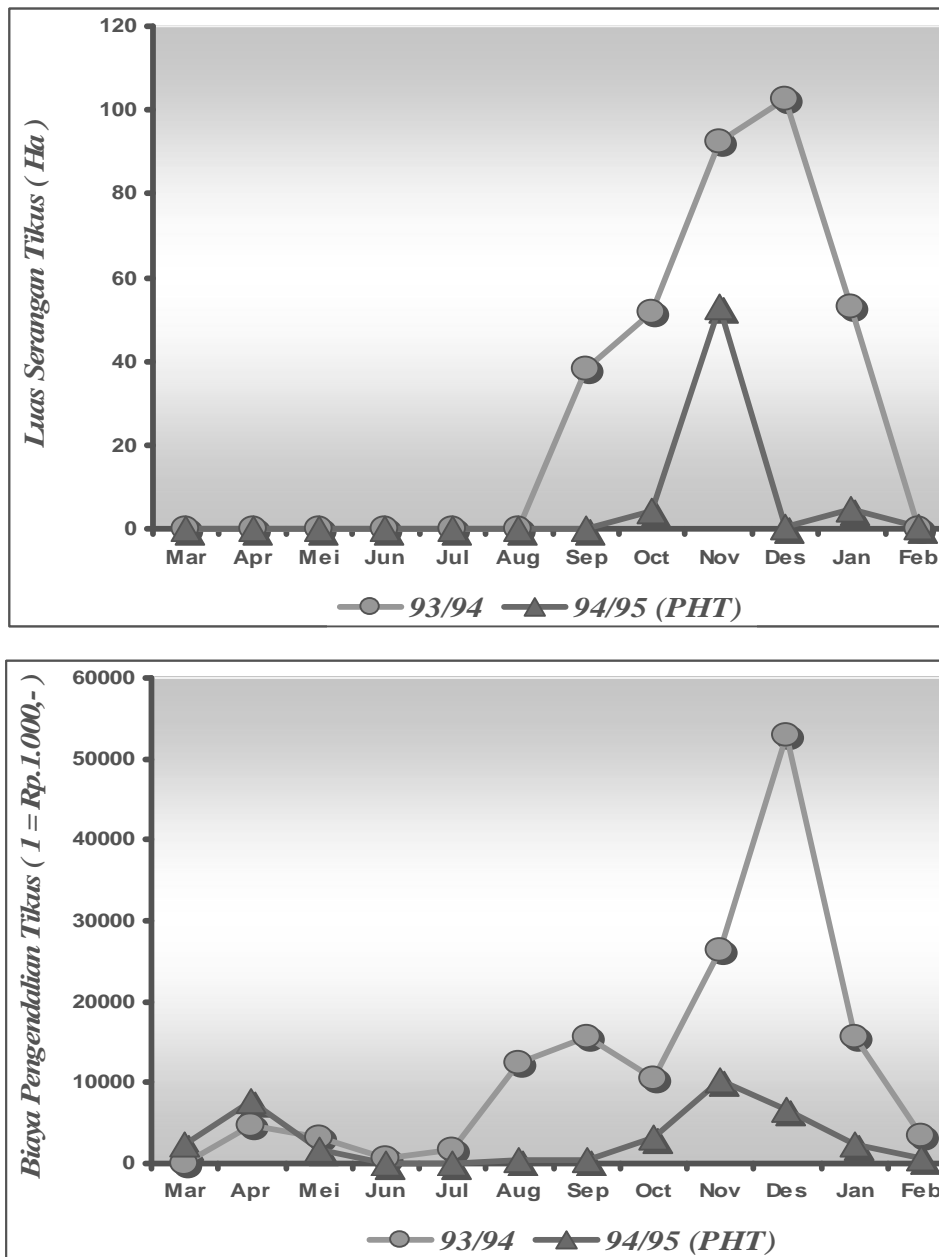 Luas Serangan Tikus ( Ha )
120
100
80
60
40
20
0
Mar Apr Mei Jun Jul Aug Sep Oct Nov Des Jan Feb
93/94 94/95 (PHT)
Biaya Pengendalian Tikus ( 1 = Rp.1.000,- )
60000
50000
40000
30000
20000
10000
0
Mar Apr Mei Jun Jul Aug Sep Oct Nov Des Jan Feb
93/94 94/95 (PHT)